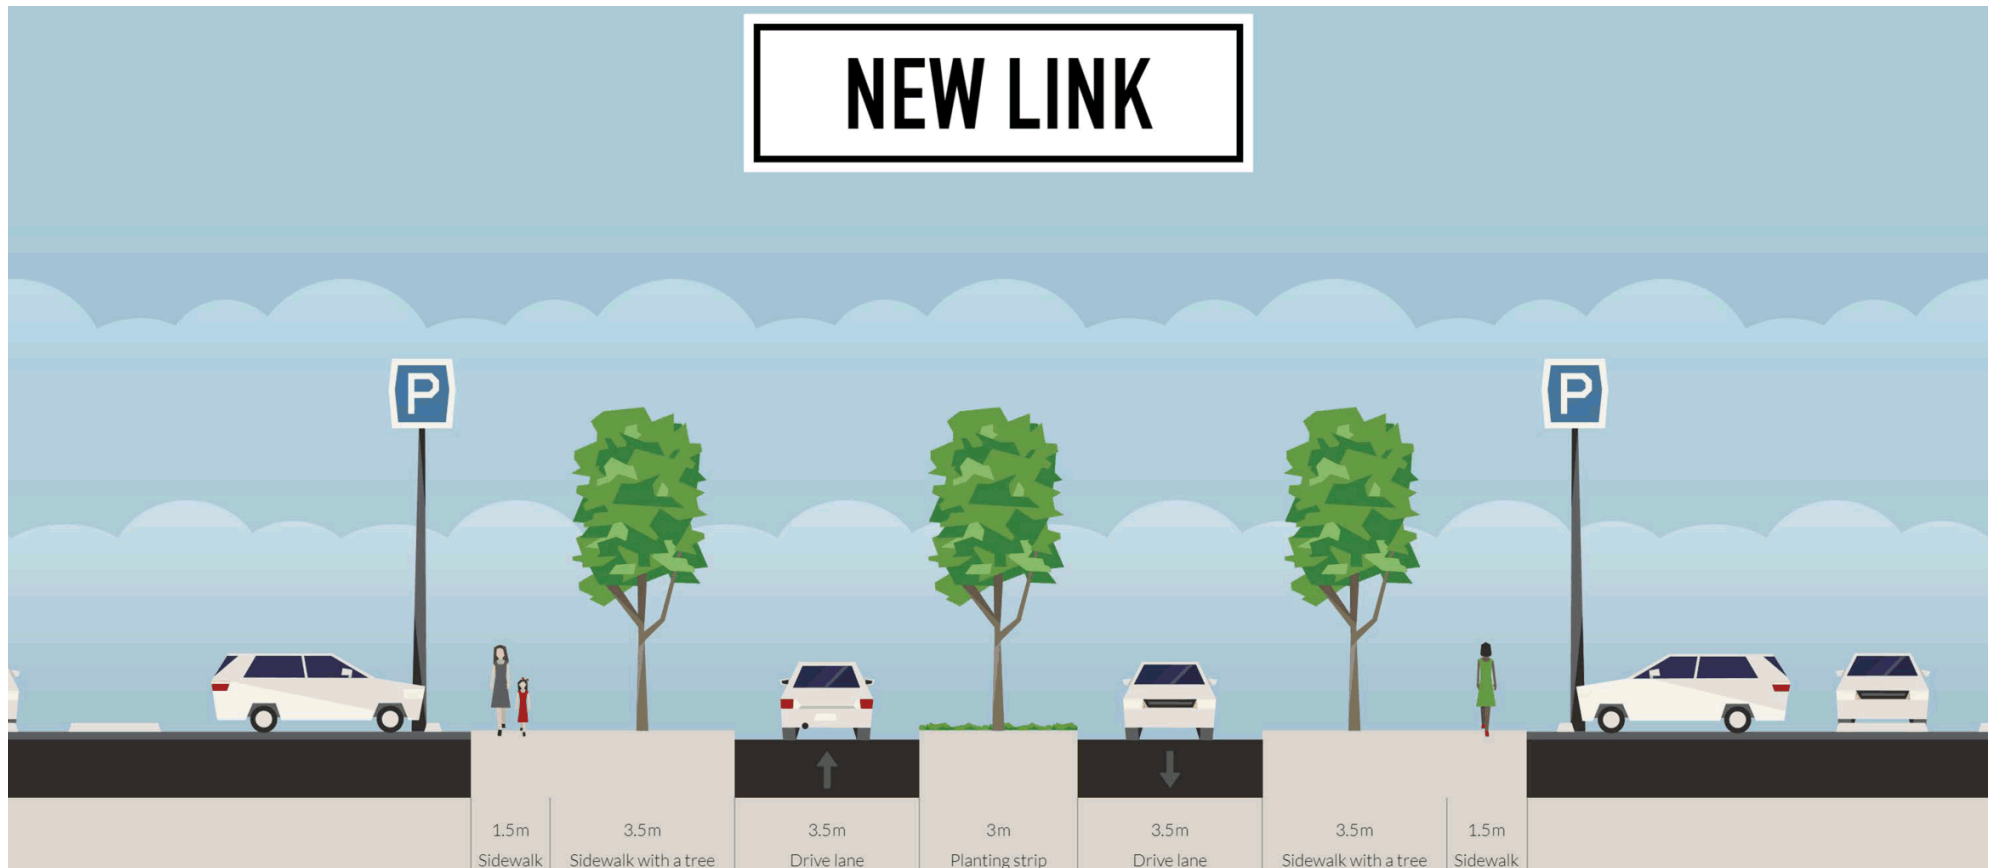 NEW LINK
P
P
1.5m
3.5m
3.5m
3m
3.5m
3.5m
1.5m
Sidewalk
Sidewalk with a tree
Drive lane
Planting strip
Drive lane
Sidewalk with a tree
Sidewalk